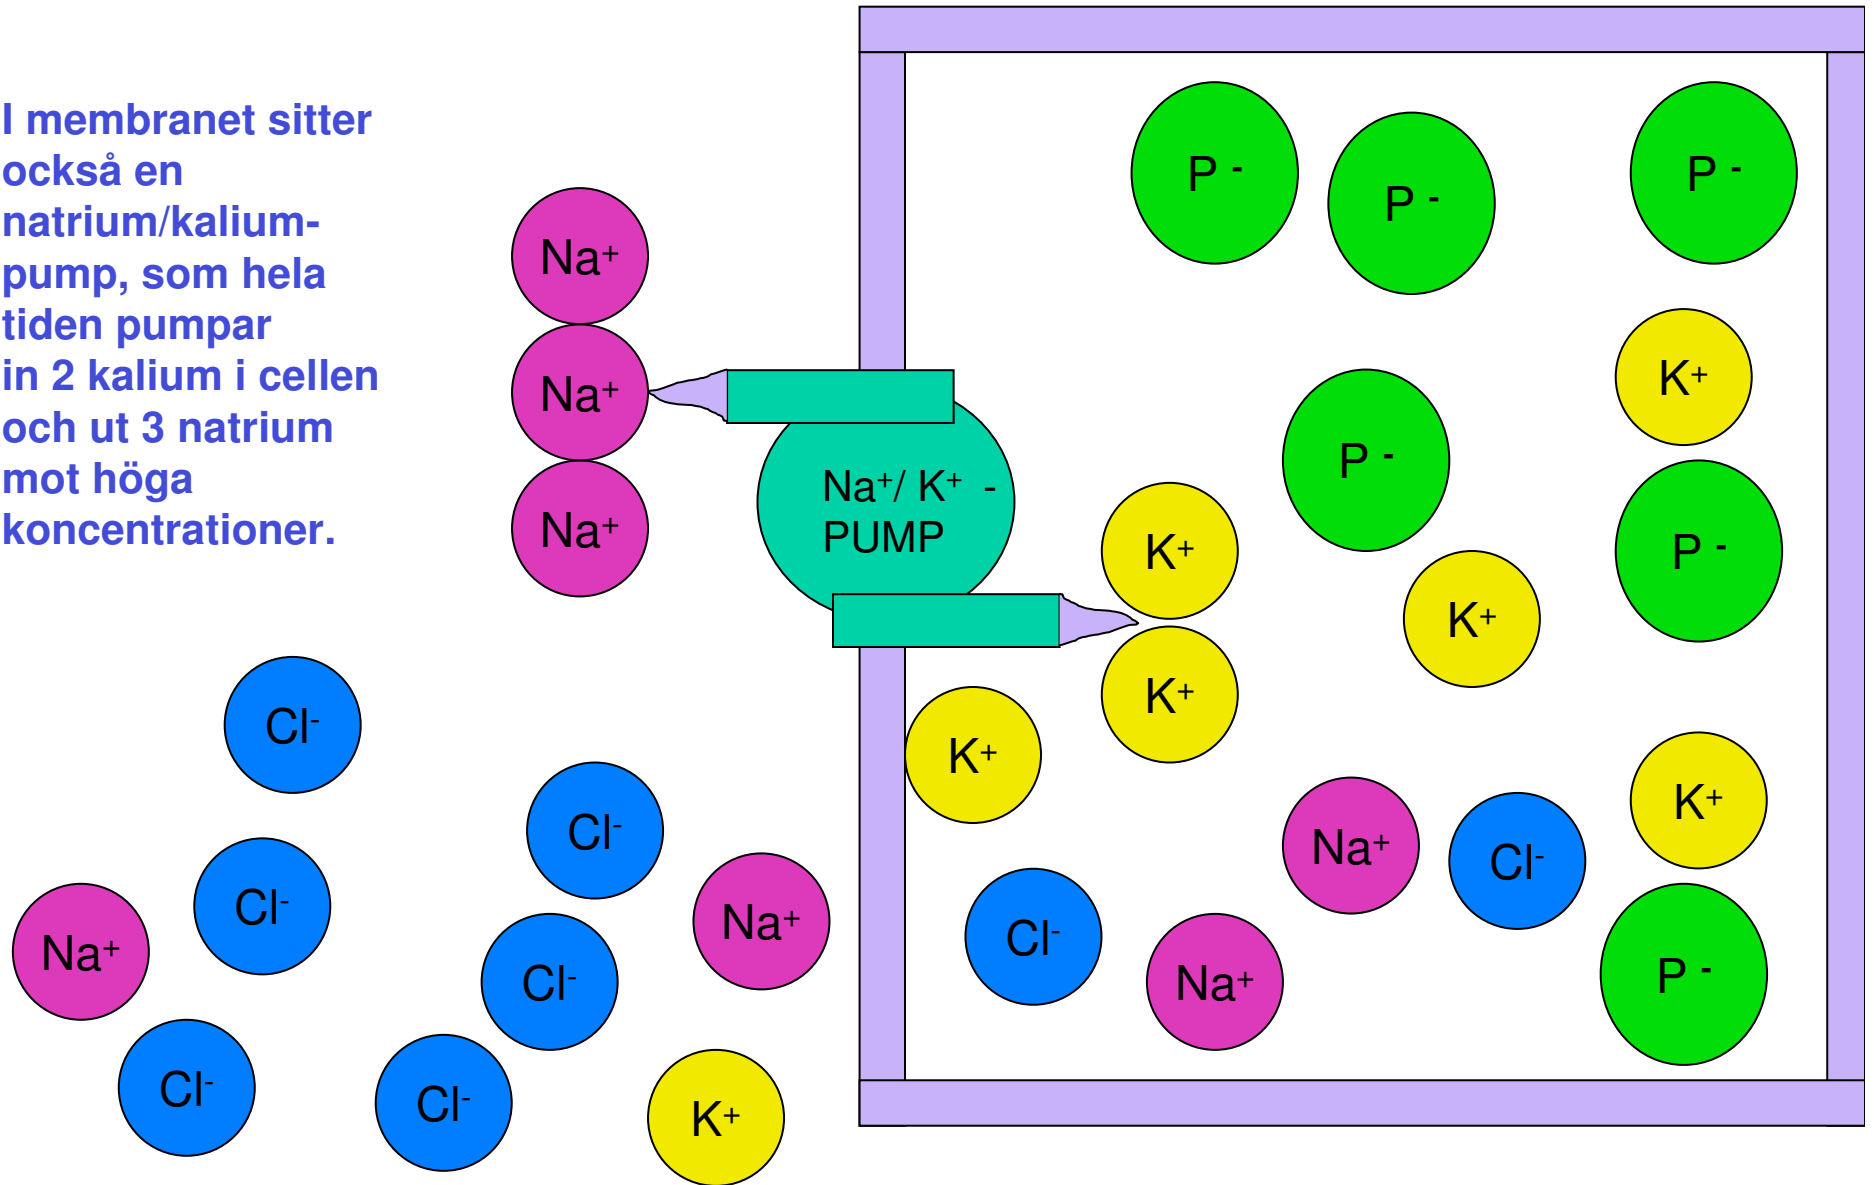 I membranet sitter
också en
natrium/kalium-
pump, som hela
tiden pumpar
in 2 kalium i cellen
och ut 3 natrium
mot höga
koncentrationer.
Na⁺
Na⁺
Na⁺
Na⁺/ K⁺ -
PUMP
P -
P -
P -
K⁺
P -
K⁺
P -
K⁺
K⁺
K⁺
K⁺
Na⁺
Cl⁻
Cl⁻
Na⁺
P -
Cl⁻
Cl⁻
Cl⁻
Na⁺
Na⁺
Cl⁻
Cl⁻
Cl⁻
K⁺